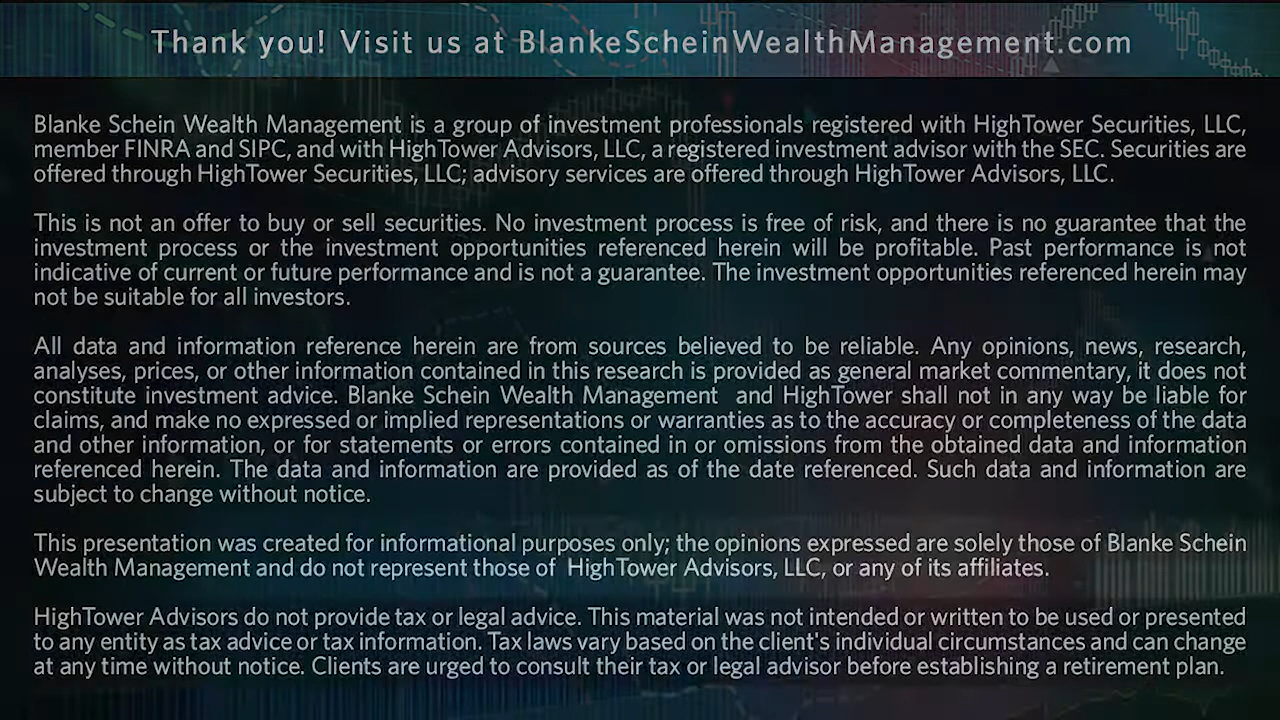 Thank you! Visit us at BlankeScheinWealthManagement.com
Blanke Schein Wealth Management is a group of investment professionals registered with HighTower Securities, LLC,
member FINRA and SIPC, and with HighTower Advisors, LLC, a registered investment advisor with the SEC. Securities are
offered through HighTower Securities, LLC; advisory services are offered through HighTower Advisors, LLC.
This is not an offer to buy or sell securities. No investment process is free of risk, and there is no guarantee that the
investment process or the investment opportunities referenced herein will be profitable. Past performance is not
indicative of current or future performance and is not a guarantee. The investment opportunities referenced herein may
not be suitable for all investors.
All data and information reference herein are from sources believed to be reliable. Any opinions, news, research,
analyses, prices, or other information contained in this research is provided as general market commentary, it does not
constitute investment advice. Blanke Schein Wealth Management and HighTower shall not in any way be liable for
claims, and make no expressed or implied representations or warranties as to the accuracy or completeness of the data
and other information, or for statements or errors contained in or omissions from the obtained data and information
referenced herein. The data and information are provided as of the date referenced. Such data and information are
subject to change without notice.
This presentation was created for informational purposes only; the opinions expressed are solely those of Blanke Schein
Wealth Management and do not represent those of HighTower Advisors, LLC, or any of its affiliates.
HighTower Advisors do not provide tax or legal advice. This material was not intended or written to be used or presented
to any entity as tax advice or tax information. Tax laws vary based on the client's individual circumstances and can change
at any time without notice. Clients are urged to consult their tax or legal advisor before establishing a retirement plan.